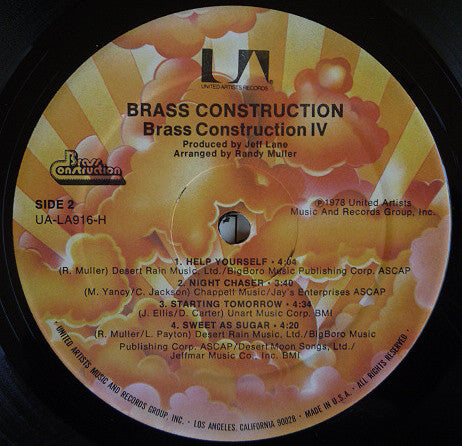 UA®
UNITED ARTISTS RECORDS
BRASS CONSTRUCTION
Brass Construction IV
Produced by Jeff Lane
Arranged by Randy Muller
Brass Construction
SIDE 2
UA-LA916-H
℗ 1978 United Artists
Music And Records Group, Inc.
1. HELP YOURSELF • 4:01
(R. Muller) Desert Rain Music, Ltd./BigBoro Music Publishing Corp. ASCAP
2. NIGHT CHASER • 3:40
(M. Yancy/C. Jackson) Chappell Music/Jay's Enterprises ASCAP
3. STARTING TOMORROW • 4:34
(J. Ellis/D. Carter) Unart Music Corp. BMI
4. SWEET AS SUGAR • 4:20
(R. Muller/L. Payton) Desert Rain Music, Ltd./BigBoro Music
Publishing Corp. ASCAP/Desert Moon Songs, Ltd./
Jeffmar Music Co., Inc. BMI
• UNITED ARTISTS MUSIC AND RECORDS GROUP INC. • LOS ANGELES, CALIFORNIA 90028 • MADE IN U.S.A. • ALL RIGHTS RESERVED •